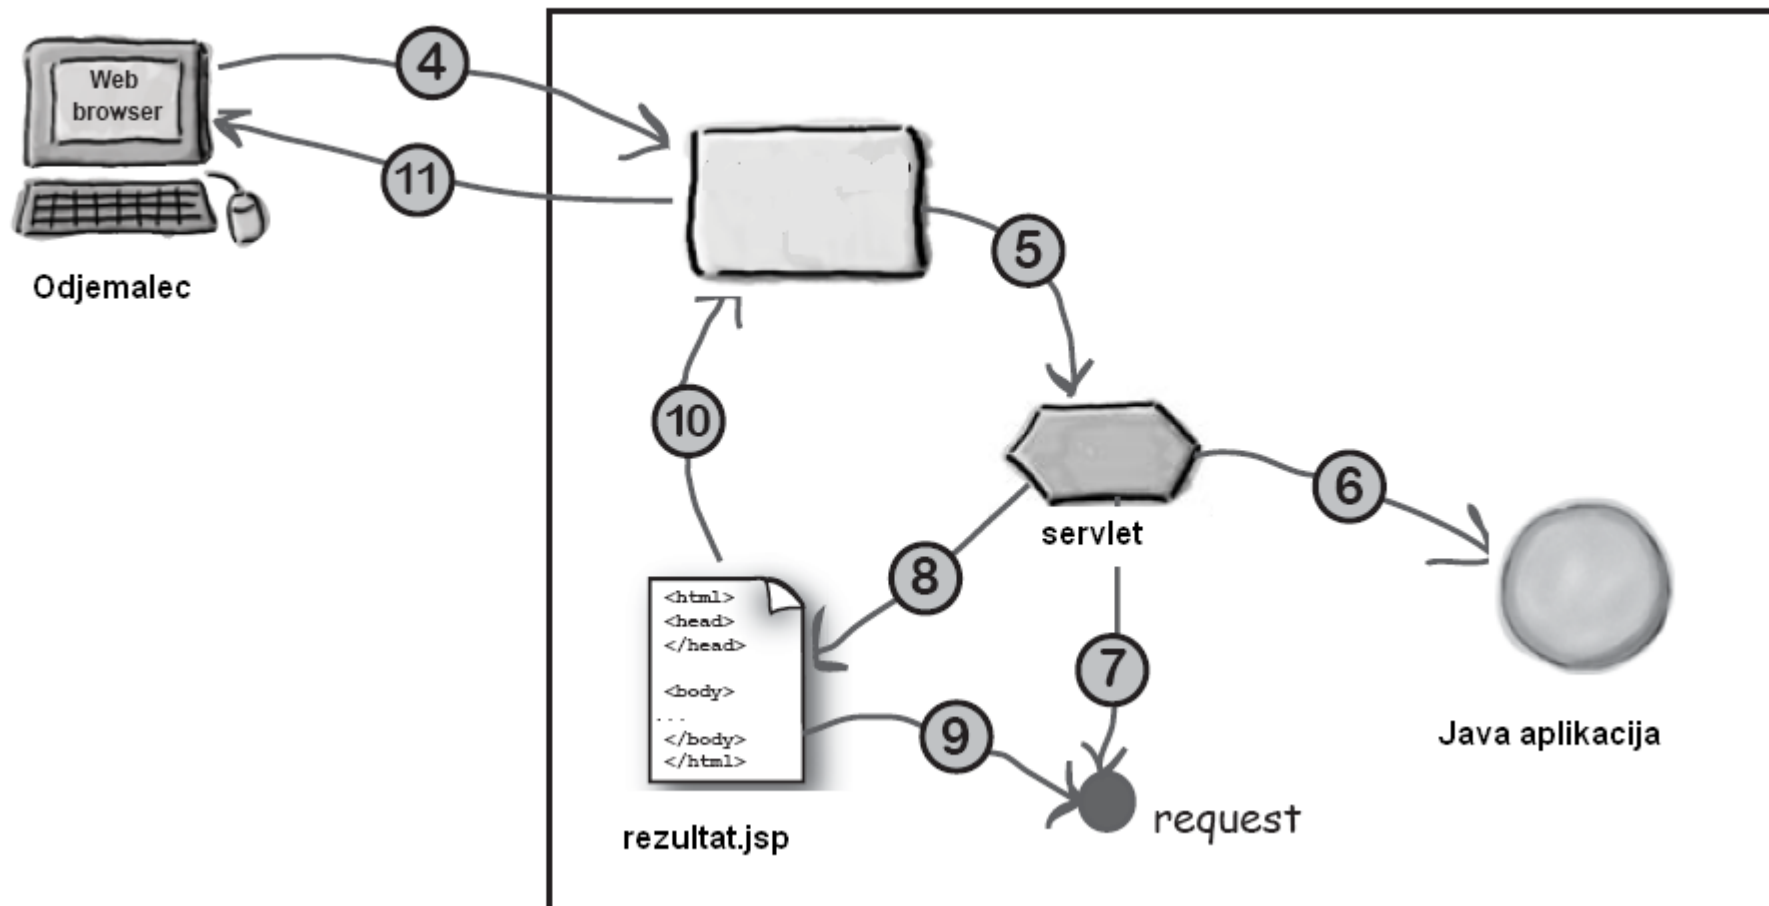 Web
browser
4
11
Odjemalec
5
10
6
servlet
8
<html>
<head>
</head>
<body>
...
</body>
</html>
7
9
Java aplikacija
request
rezultat.jsp